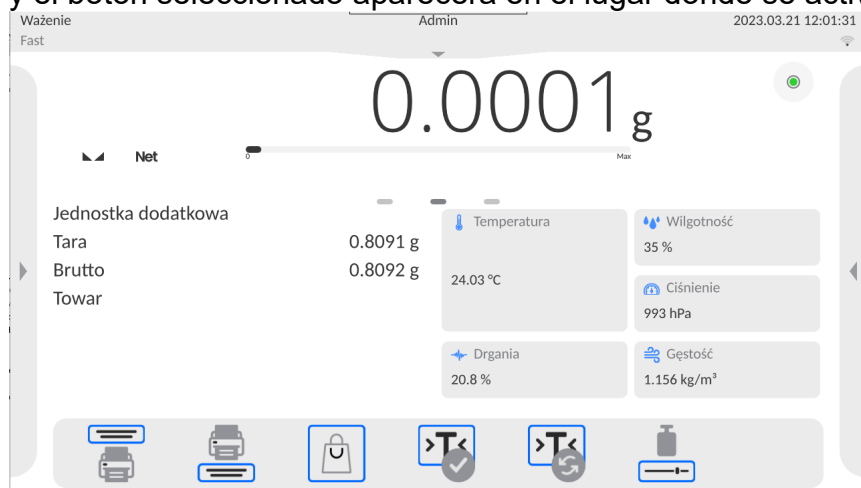 y el botón seleccionado aparecerá en el lugar donde se acti
Ważenie Admin 2023.03.21 12:01:31
Fast
0.0001 g
Net 0 Max
Jednostka dodatkowa
Tara 0.8091 g
Brutto 0.8092 g
Towar
Temperatura
24.03 °C
Wilgotność
35 %
Ciśnienie
993 hPa
Drgania
20.8 %
Gęstość
1.156 kg/m³
>T<
>T<